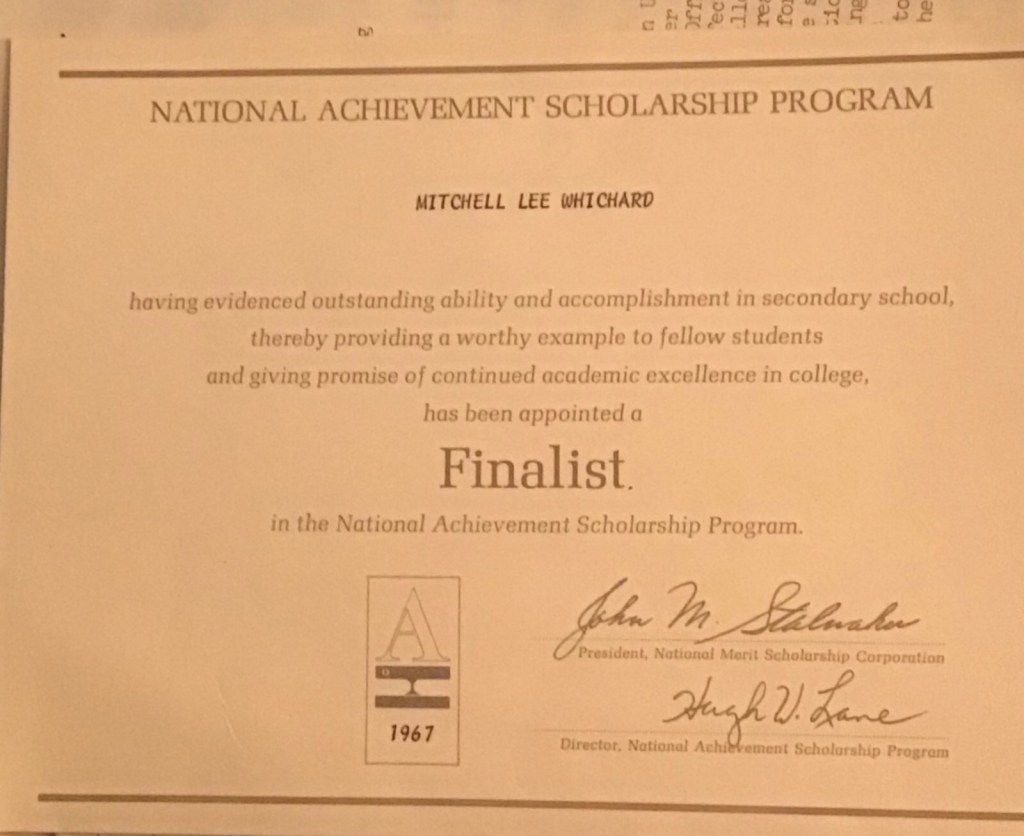 NATIONAL ACHIEVEMENT SCHOLARSHIP PROGRAM
MITCHELL LEE WHICHARD
having evidenced outstanding ability and accomplishment in secondary school,
thereby providing a worthy example to fellow students
and giving promise of continued academic excellence in college,
has been appointed a
Finalist.
in the National Achievement Scholarship Program.
A
1967
John M. Stalnaker
President, National Merit Scholarship Corporation
Hugh W. Lane
Director, National Achievement Scholarship Program